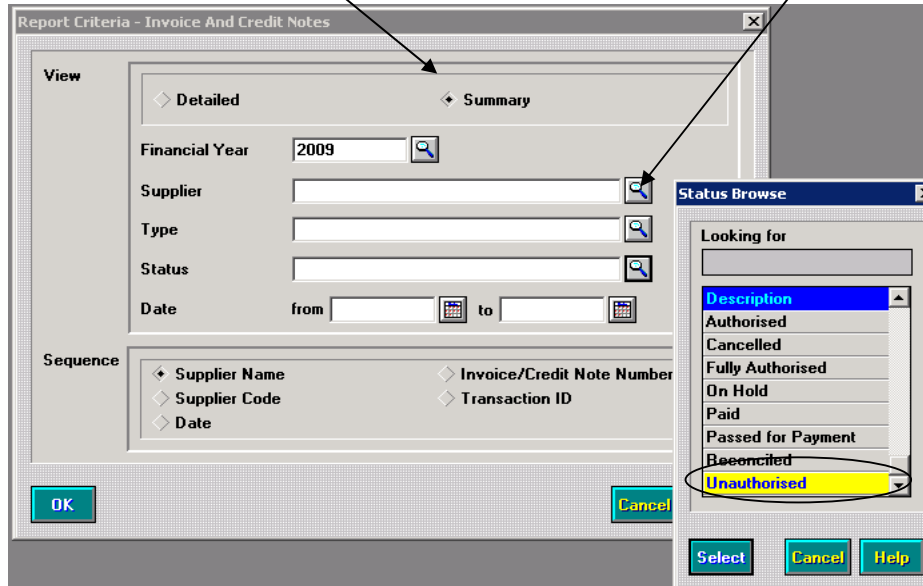 Report Criteria - Invoice And Credit Notes
View
Detailed Summary
Financial Year 2009
Supplier
Type
Status
Date from to
Sequence
Supplier Name Invoice/Credit Note Number
Supplier Code Transaction ID
Date
OK Cancel
Status Browse
Looking for
Description
Authorised
Cancelled
Fully Authorised
On Hold
Paid
Passed for Payment
Reconciled
Unauthorised
Select Cancel Help